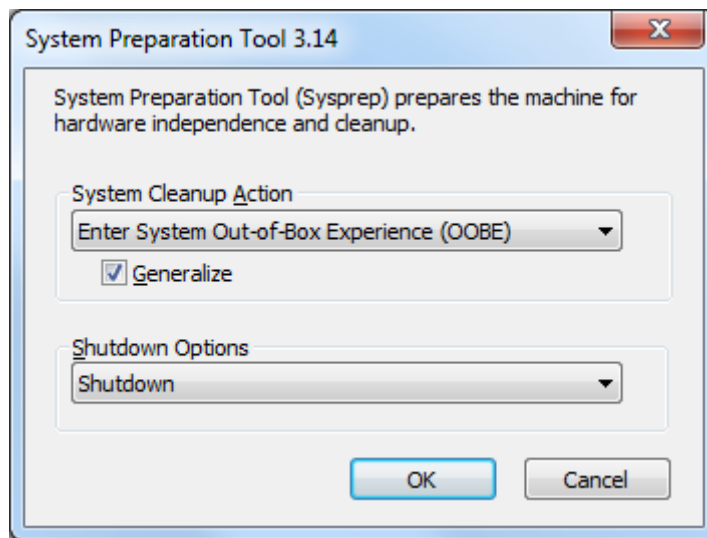 System Preparation Tool 3.14
System Preparation Tool (Sysprep) prepares the machine for
hardware independence and cleanup.
System Cleanup Action
Enter System Out-of-Box Experience (OOBE)
Generalize
Shutdown Options
Shutdown
OK
Cancel